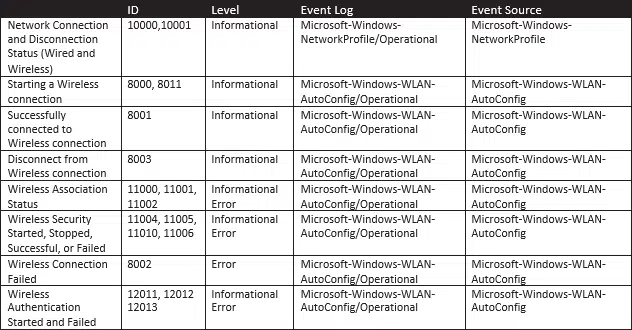 ID Level Event Log Event Source
Network Connection 10000,10001 Informational Microsoft-Windows- Microsoft-Windows-
and Disconnection NetworkProfile/Operational NetworkProfile
Status (Wired and
Wireless)
Starting a Wireless 8000, 8011 Informational Microsoft-Windows-WLAN- Microsoft-Windows-WLAN-
connection AutoConfig/Operational AutoConfig
Successfully 8001 Informational Microsoft-Windows-WLAN- Microsoft-Windows-WLAN-
connected to AutoConfig/Operational AutoConfig
Wireless connection
Disconnect from 8003 Informational Microsoft-Windows-WLAN- Microsoft-Windows-WLAN-
Wireless connection AutoConfig/Operational AutoConfig
Wireless Association 11000, 11001, Informational Microsoft-Windows-WLAN- Microsoft-Windows-WLAN-
Status 11002 Error AutoConfig/Operational AutoConfig
Wireless Security 11004, 11005, Informational Microsoft-Windows-WLAN- Microsoft-Windows-WLAN-
Started, Stopped, 11010, 11006 Error AutoConfig/Operational AutoConfig
Successful, or Failed
Wireless Connection 8002 Error Microsoft-Windows-WLAN- Microsoft-Windows-WLAN-
Failed AutoConfig/Operational AutoConfig
Wireless 12011, 12012 Informational Microsoft-Windows-WLAN- Microsoft-Windows-WLAN-
Authentication 12013 Error AutoConfig/Operational AutoConfig
Started and Failed